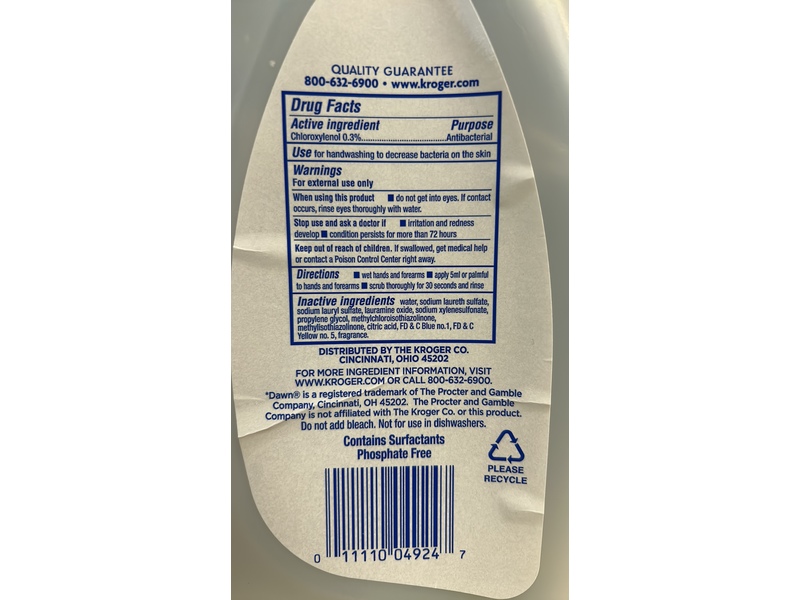 QUALITY GUARANTEE
800-632-6900 • www.kroger.com
Drug Facts
Active ingredient Purpose
Chloroxylenol 0.3%..............................Antibacterial
Use for handwashing to decrease bacteria on the skin
Warnings
For external use only
When using this product ■ do not get into eyes. If contact
occurs, rinse eyes thoroughly with water.
Stop use and ask a doctor if ■ irritation and redness
develop ■ condition persists for more than 72 hours
Keep out of reach of children. If swallowed, get medical help
or contact a Poison Control Center right away.
Directions ■ wet hands and forearms ■ apply 5ml or palmful
to hands and forearms ■ scrub thoroughly for 30 seconds and rinse
Inactive ingredients water, sodium laureth sulfate,
sodium lauryl sulfate, lauramine oxide, sodium xylenesulfonate,
propylene glycol, methylchloroisothiazolinone,
methylisothiazolinone, citric acid, FD & C Blue no.1, FD & C
Yellow no. 5, fragrance.
DISTRIBUTED BY THE KROGER CO.
CINCINNATI, OHIO 45202
FOR MORE INGREDIENT INFORMATION, VISIT
WWW.KROGER.COM OR CALL 800-632-6900.
*Dawn® is a registered trademark of The Procter and Gamble
Company, Cincinnati, OH 45202. The Procter and Gamble
Company is not affiliated with The Kroger Co. or this product.
Do not add bleach. Not for use in dishwashers.
Contains Surfactants
Phosphate Free
PLEASE
RECYCLE
0 11110 04924 7